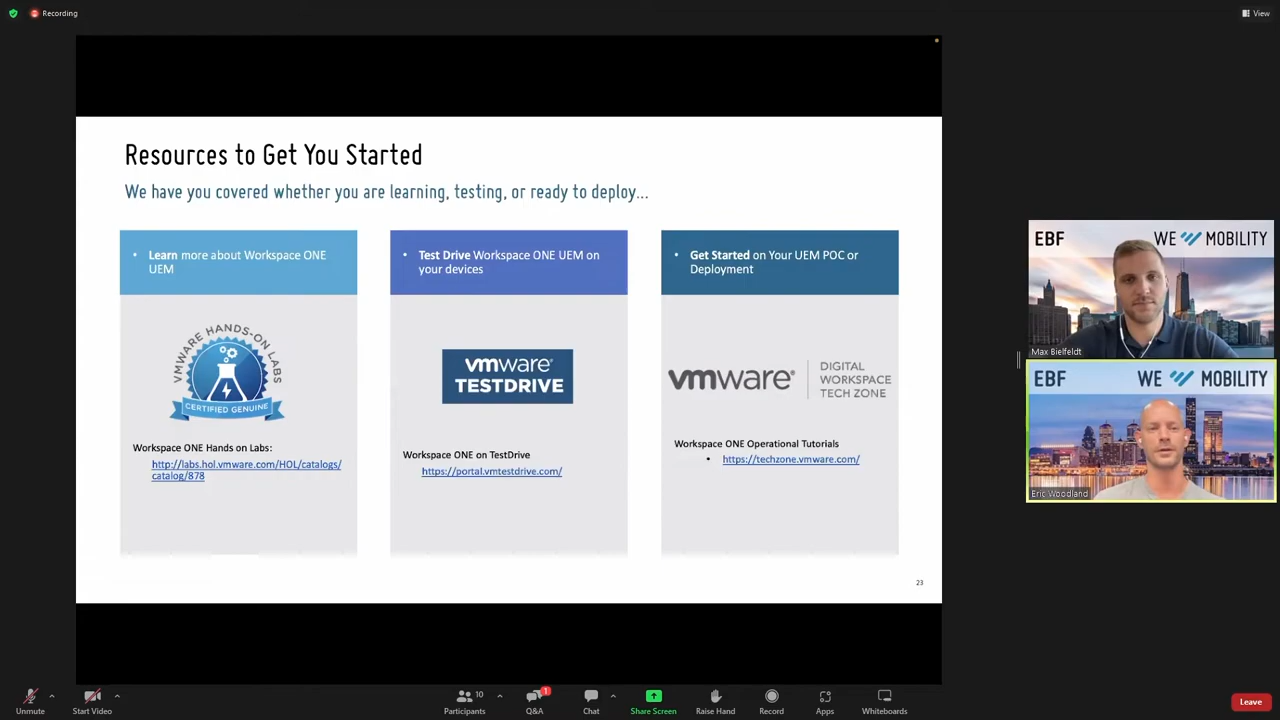 Recording
View
Resources to Get You Started
We have you covered whether you are learning, testing, or ready to deploy...
• Learn more about Workspace ONE
UEM
VMWARE HANDS-ON LABS
CERTIFIED GENUINE
Workspace ONE Hands on Labs:
http://labs.hol.vmware.com/HOL/catalogs/
catalog/878
• Test Drive Workspace ONE UEM on
your devices
vmware®
TESTDRIVE
Workspace ONE on TestDrive
https://portal.vmtestdrive.com/
• Get Started on Your UEM POC or
Deployment
vmware®
DIGITAL
WORKSPACE
TECH ZONE
Workspace ONE Operational Tutorials
• https://techzone.vmware.com/
23
EBF WE MOBILITY
Max Bielfeldt
EBF WE MOBILITY
Eric Woodland
Unmute
Start Video
Participants 10
Q&A 1
Chat
Share Screen
Raise Hand
Record
Apps
Whiteboards
Leave